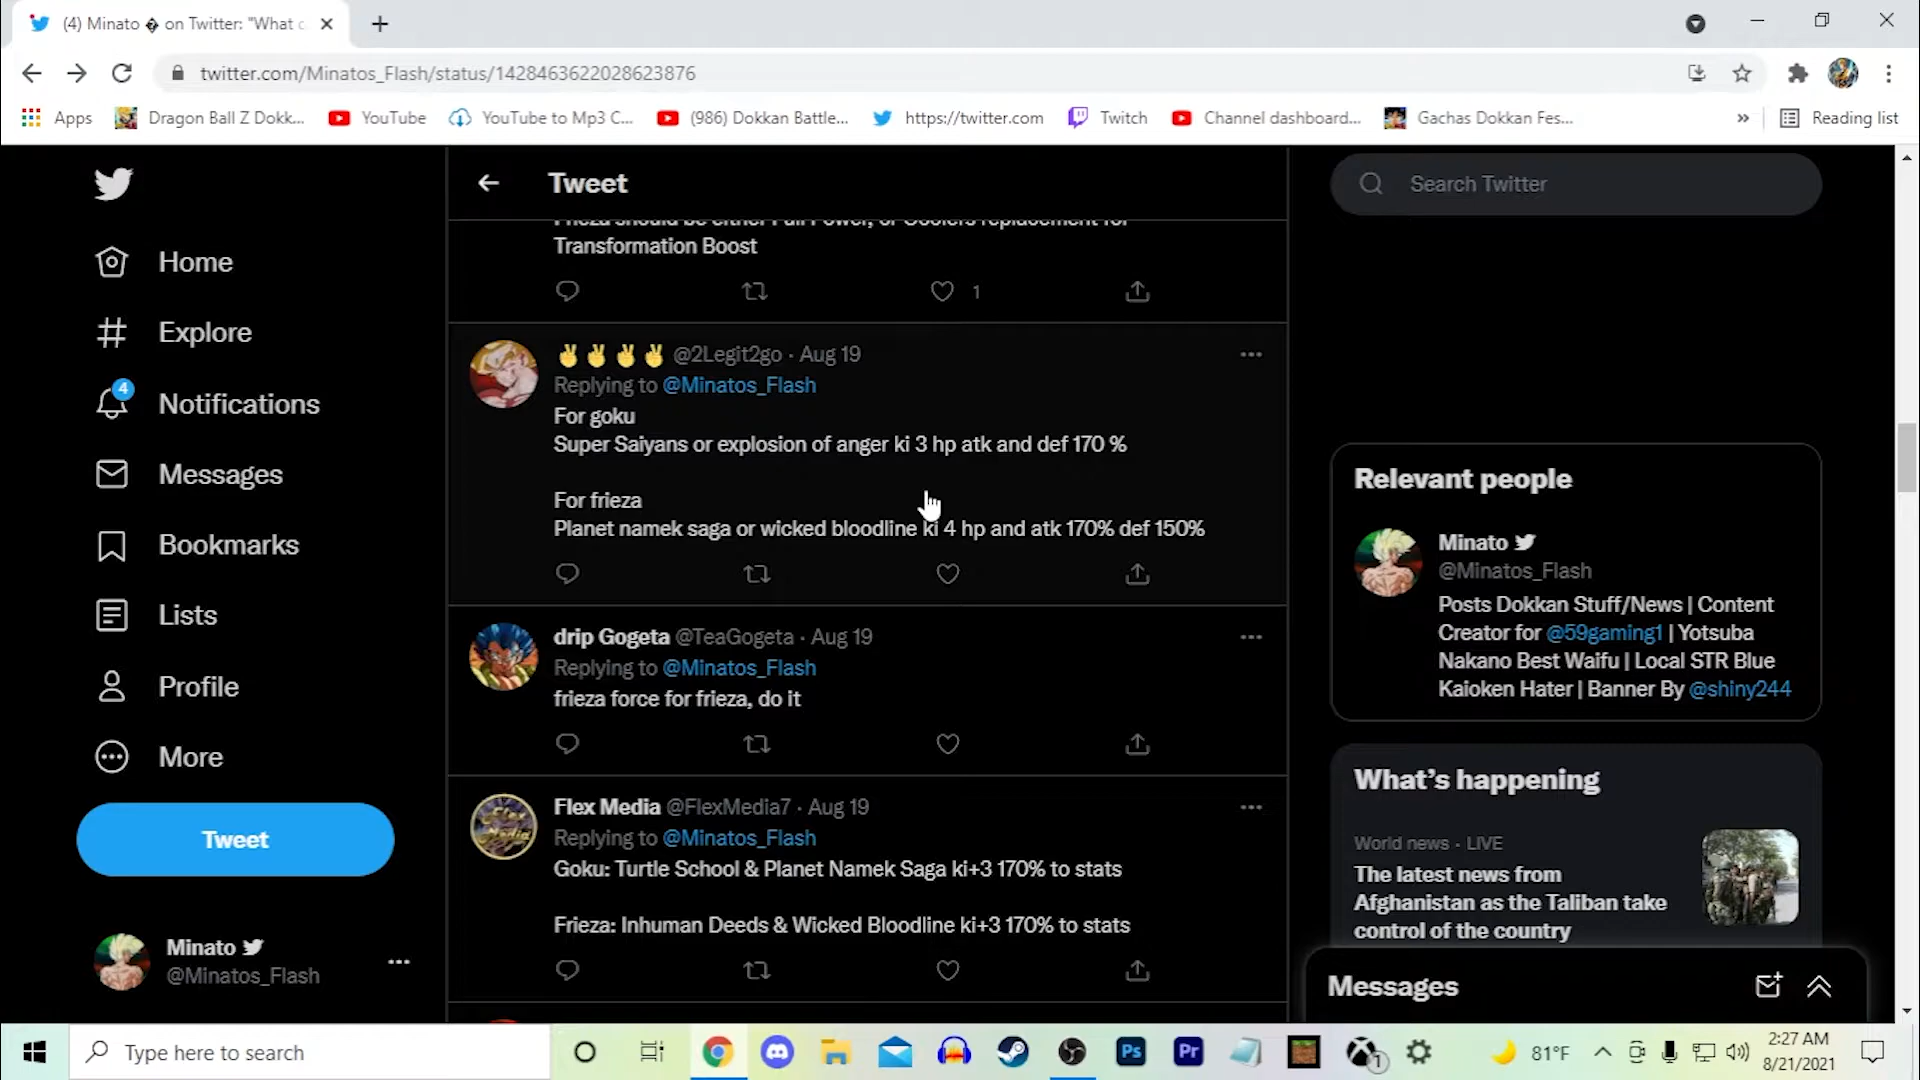 (4) Minato � on Twitter: "What c
twitter.com/Minatos_Flash/status/1428463622028623876
Apps
Dragon Ball Z Dokk...
YouTube
YouTube to Mp3 C...
(986) Dokkan Battle...
https://twitter.com
Twitch
Channel dashboard...
Gachas Dokkan Fes...
»
Reading list
Home
Explore
4
Notifications
Messages
Bookmarks
Lists
Profile
More
Tweet
Minato
@Minatos_Flash
Tweet
Frieza should be either Full Power, or Coolers replacement for
Transformation Boost
1
✌✌✌✌ @2Legit2go · Aug 19
Replying to @Minatos_Flash
For goku
Super Saiyans or explosion of anger ki 3 hp atk and def 170 %
For frieza
Planet namek saga or wicked bloodline ki 4 hp and atk 170% def 150%
drip Gogeta @TeaGogeta · Aug 19
Replying to @Minatos_Flash
frieza force for frieza, do it
Flex Media @FlexMedia7 · Aug 19
Replying to @Minatos_Flash
Goku: Turtle School & Planet Namek Saga ki+3 170% to stats
Frieza: Inhuman Deeds & Wicked Bloodline ki+3 170% to stats
Search Twitter
Relevant people
Minato
@Minatos_Flash
Posts Dokkan Stuff/News | Content
Creator for @59gaming1 | Yotsuba
Nakano Best Waifu | Local STR Blue
Kaioken Hater | Banner By @shiny244
What's happening
World news · LIVE
The latest news from
Afghanistan as the Taliban take
control of the country
Messages
Type here to search
Ps
Pr
1
81°F
2:27 AM
8/21/2021